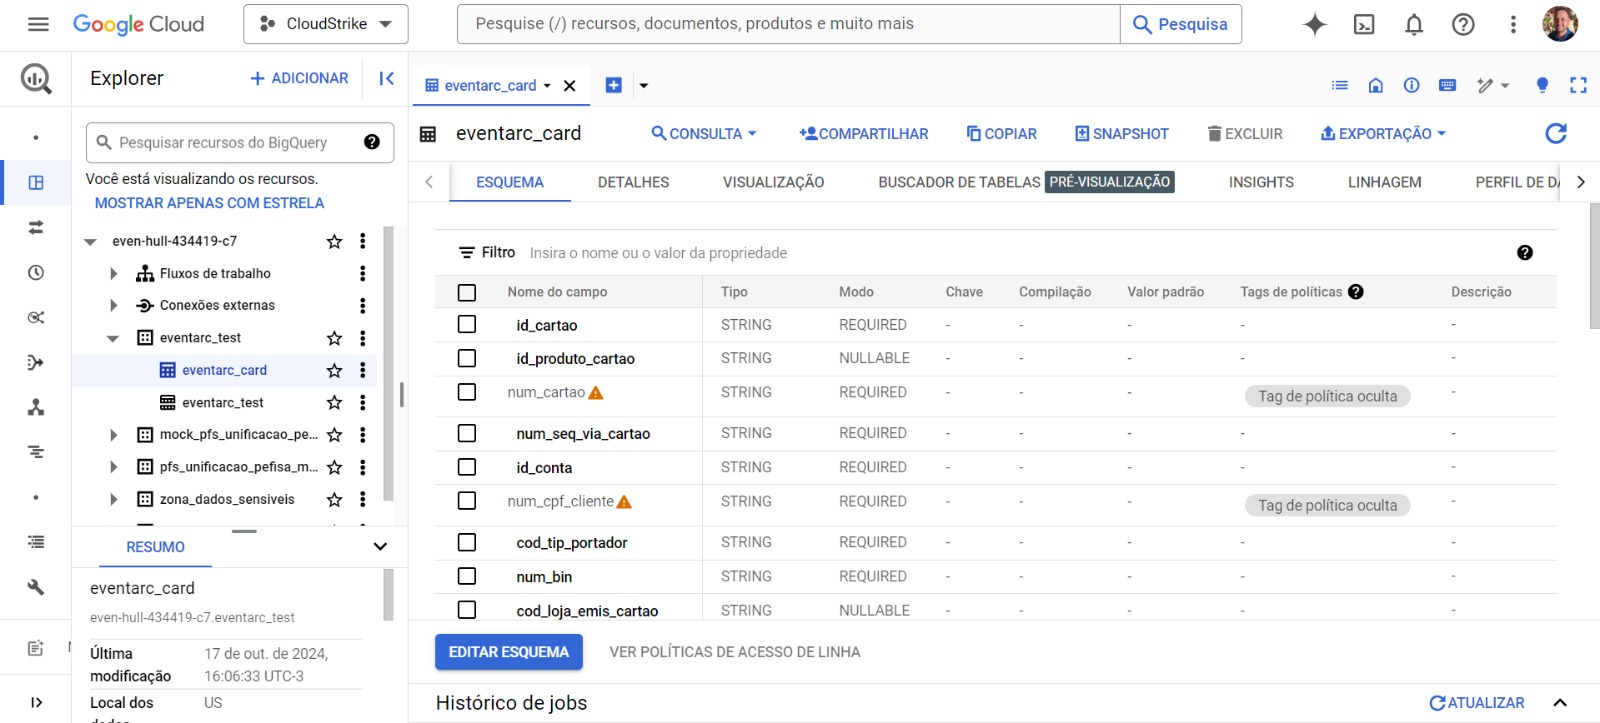 Google Cloud
CloudStrike
Pesquise (/) recursos, documentos, produtos e muito mais
Pesquisa
Explorer
ADICIONAR
Pesquisar recursos do BigQuery
Você está visualizando os recursos.
MOSTRAR APENAS COM ESTRELA
even-hull-434419-c7
Fluxos de trabalho
Conexões externas
eventarc_test
eventarc_card
eventarc_test
mock_pfs_unificacao_pe...
pfs_unificacao_pefisa_m...
zona_dados_sensiveis
RESUMO
eventarc_card
even-hull-434419-c7.eventarc_test
Última modificação 17 de out. de 2024, 16:06:33 UTC-3
Local dos US
eventarc_card
eventarc_card
CONSULTA
COMPARTILHAR
COPIAR
SNAPSHOT
EXCLUIR
EXPORTAÇÃO
ESQUEMA
DETALHES
VISUALIZAÇÃO
BUSCADOR DE TABELAS PRÉ-VISUALIZAÇÃO
INSIGHTS
LINHAGEM
PERFIL DE DA
Filtro Insira o nome ou o valor da propriedade
Nome do campo Tipo Modo Chave Compilação Valor padrão Tags de políticas Descrição
id_cartao STRING REQUIRED - - - - -
id_produto_cartao STRING NULLABLE - - - - -
num_cartao STRING REQUIRED - - - Tag de política oculta -
num_seq_via_cartao STRING REQUIRED - - - - -
id_conta STRING REQUIRED - - - - -
num_cpf_cliente STRING REQUIRED - - - Tag de política oculta -
cod_tip_portador STRING REQUIRED - - - - -
num_bin STRING REQUIRED - - - - -
cod_loja_emis_cartao STRING NULLABLE - - - - -
EDITAR ESQUEMA
VER POLÍTICAS DE ACESSO DE LINHA
Histórico de jobs
ATUALIZAR